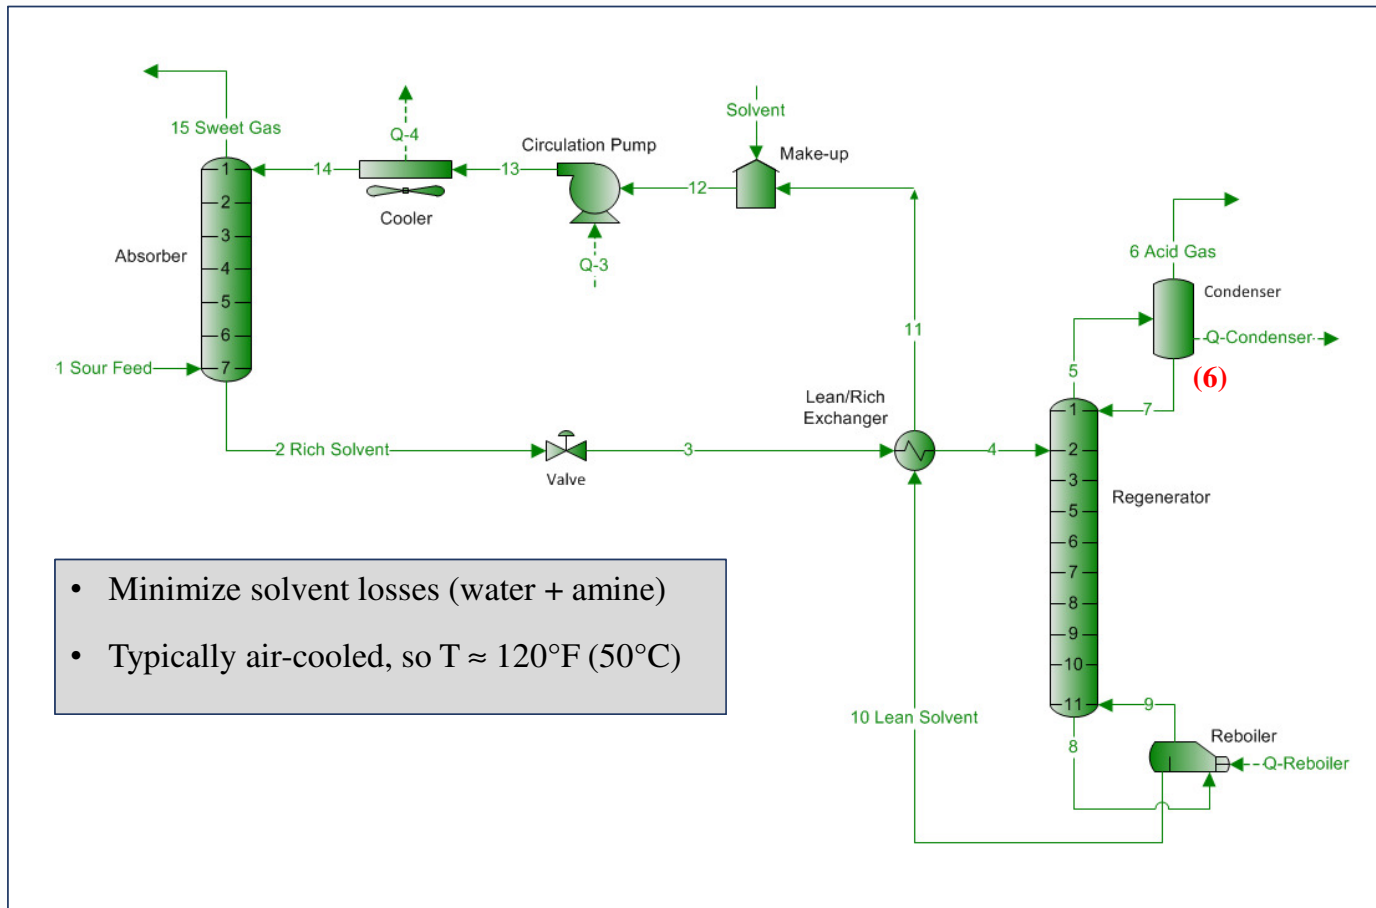 15 Sweet Gas
Q-4
Solvent
Circulation Pump
Make-up
14
13
12
Cooler
Q-3
1
2
3
4
5
6
7
Absorber
1 Sour Feed
6 Acid Gas
Condenser
Q-Condenser
(6)
11
5
7
Lean/Rich
Exchanger
2 Rich Solvent
Valve
3
4
1
2
3
5
6
7
8
9
10
11
Regenerator
• Minimize solvent losses (water + amine)
• Typically air-cooled, so T ≈ 120°F (50°C)
10 Lean Solvent
8
9
Reboiler
Q-Reboiler